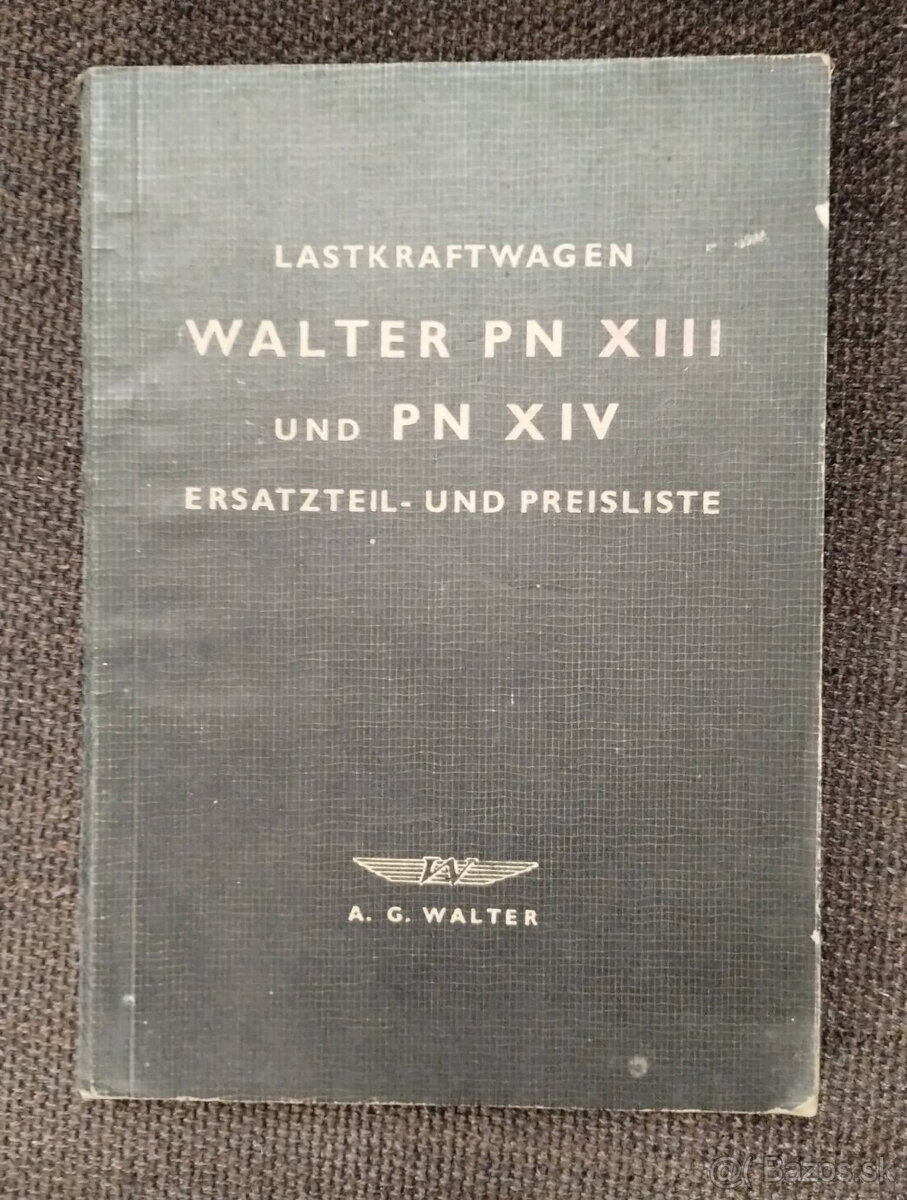 LASTKRAFTWAGEN
WALTER PN XIII
UND PN XIV
ERSATZTEIL- UND PREISLISTE
W
A. G. WALTER
Bazos.sk